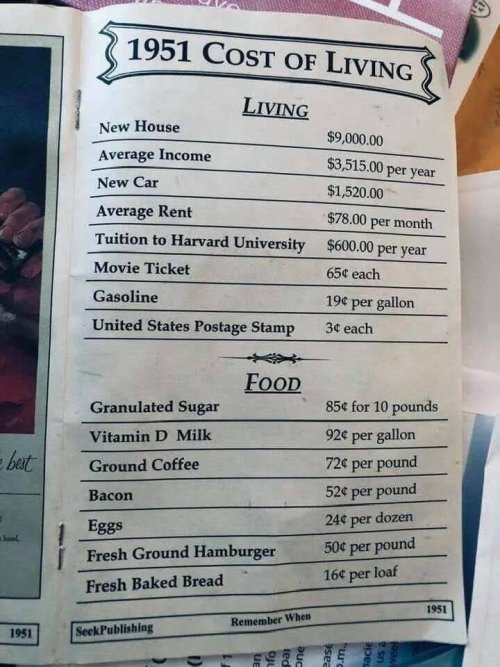 1951 COST OF LIVING
LIVING
New House $9,000.00
Average Income $3,515.00 per year
New Car $1,520.00
Average Rent $78.00 per month
Tuition to Harvard University $600.00 per year
Movie Ticket 65¢ each
Gasoline 19¢ per gallon
United States Postage Stamp 3¢ each
FOOD
Granulated Sugar 85¢ for 10 pounds
Vitamin D Milk 92¢ per gallon
Ground Coffee 72¢ per pound
Bacon 52¢ per pound
Eggs 24¢ per dozen
Fresh Ground Hamburger 50¢ per pound
Fresh Baked Bread 16¢ per loaf
SeekPublishing Remember When 1951
best
hand,
1951